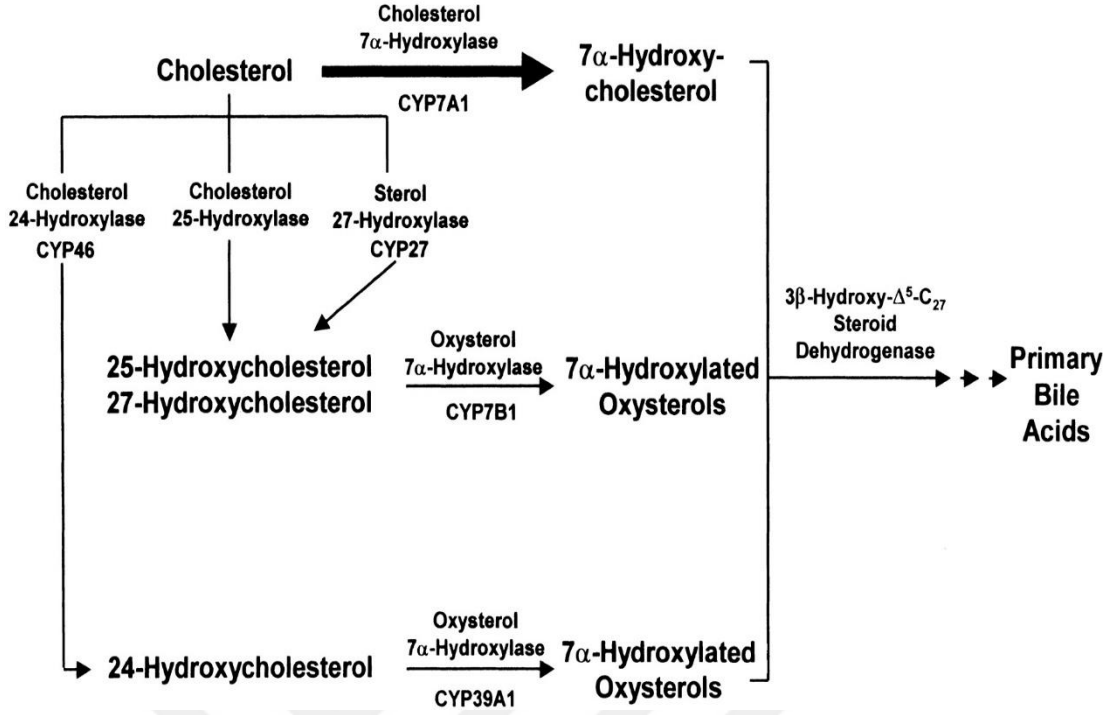 Cholesterol
7α-Hydroxylase
Cholesterol
CYP7A1
7α-Hydroxy-
cholesterol
Cholesterol
24-Hydroxylase
CYP46
Cholesterol
25-Hydroxylase
Sterol
27-Hydroxylase
CYP27
25-Hydroxycholesterol
27-Hydroxycholesterol
Oxysterol
7α-Hydroxylase
CYP7B1
7α-Hydroxylated
Oxysterols
3β-Hydroxy-Δ⁵-C₂₇
Steroid
Dehydrogenase
Primary
Bile
Acids
24-Hydroxycholesterol
Oxysterol
7α-Hydroxylase
CYP39A1
7α-Hydroxylated
Oxysterols